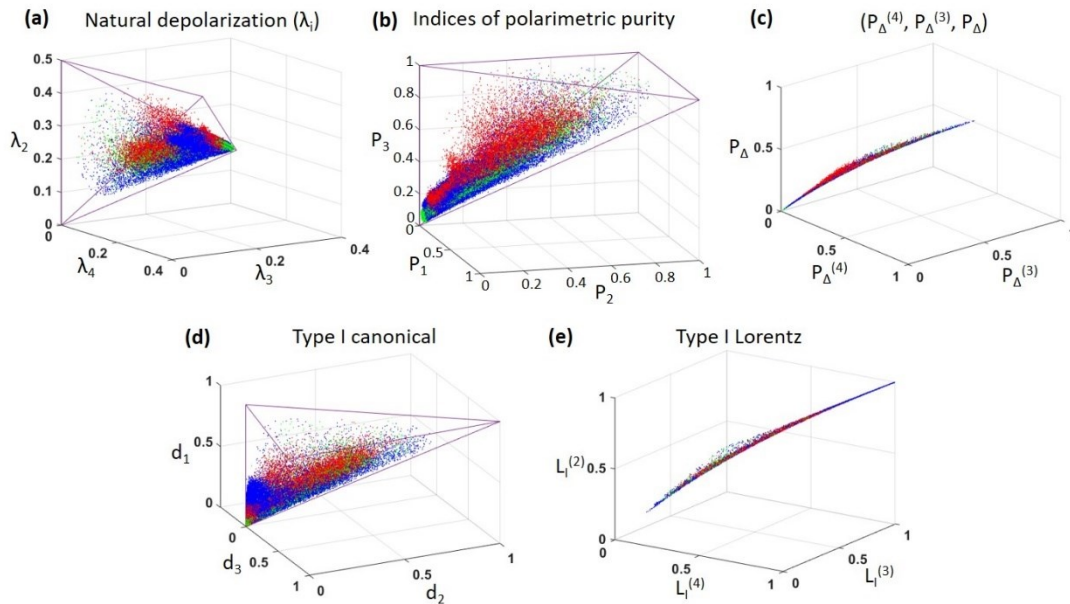 (a) Natural depolarization (λi)
0.5
0.4
0.3
λ2
0.2
0.1
0
0
0.2
λ4
0.4
0
0.2
λ3
0.4
(b) Indices of polarimetric purity
1
0.8
P3
0.6
0.4
0.2
0
0
0.5
P1
1
0
0.2
0.4
0.6
0.8
1
P2
(c) (PΔ(4), PΔ(3), PΔ)
1
PΔ
0.5
0
0
0.5
PΔ(4)
1
0
0.5
PΔ(3)
(d) Type I canonical
1
d1
0.5
0
0
0.5
d3
1
0
0.5
d2
1
(e) Type I Lorentz
1
LI(2)
0.5
0
0
0.5
LI(4)
1
0
0.5
LI(3)
1